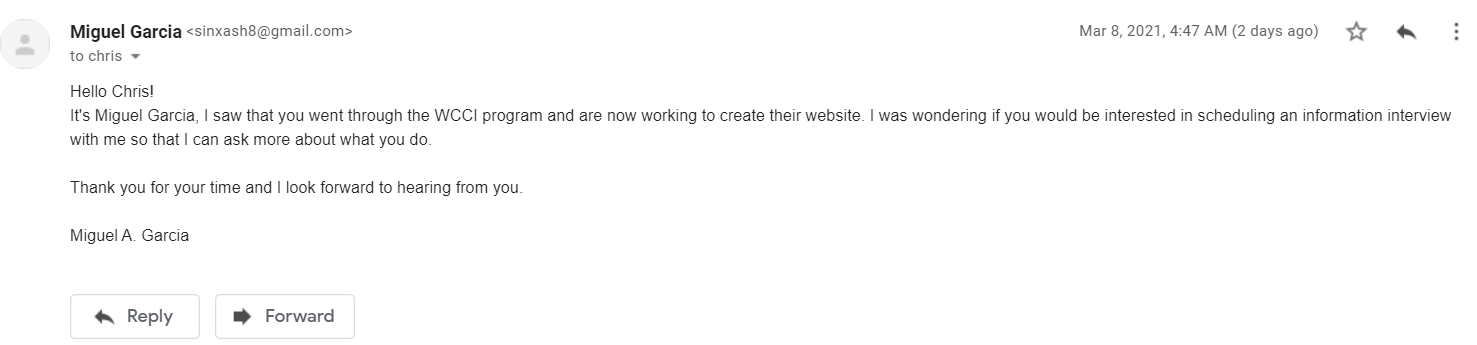 Miguel Garcia <sinxash8@gmail.com> Mar 8, 2021, 4:47 AM (2 days ago)
to chris
Hello Chris!
It's Miguel Garcia, I saw that you went through the WCCI program and are now working to create their website. I was wondering if you would be interested in scheduling an information interview
with me so that I can ask more about what you do.
Thank you for your time and I look forward to hearing from you.
Miguel A. Garcia
Reply Forward